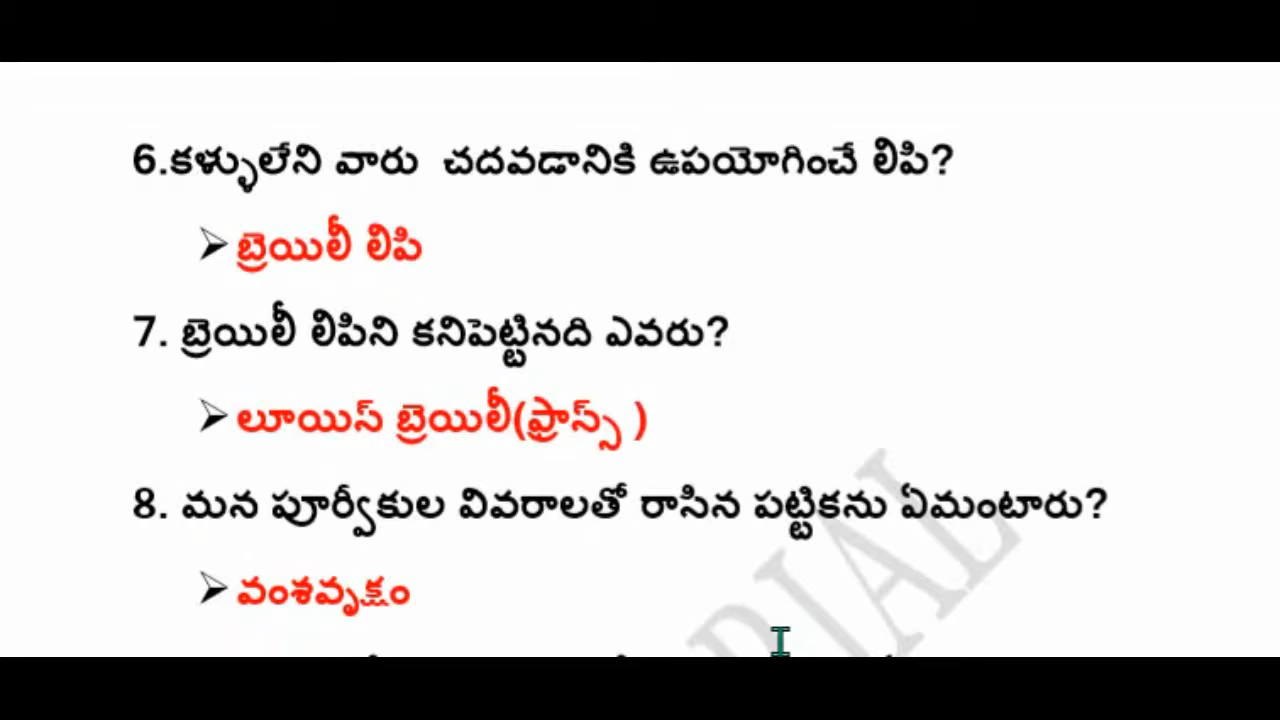 6.కళ్ళులేని వారు చదవడానికి ఉపయోగించే లిపి?
➢ బ్రెయిలీ లిపి
7. బ్రెయిలీ లిపిని కనిపెట్టినది ఎవరు?
➢ లూయిస్ బ్రెయిలీ(ఫ్రాన్స్ )
8. మన పూర్వీకుల వివరాలతో రాసిన పట్టికను ఏమంటారు?
➢ వంశవృక్షం